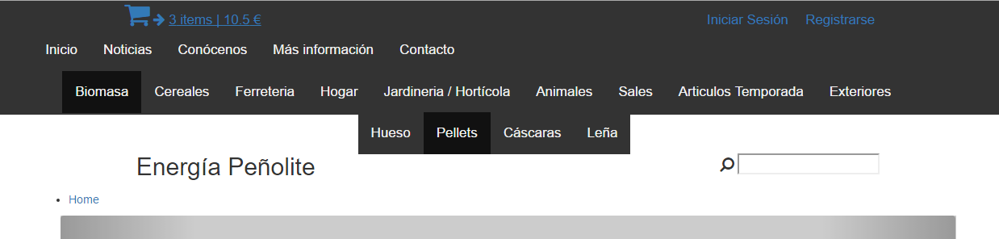 3 items | 10.5 € Iniciar Sesión Registrarse
Inicio Noticias Conócenos Más información Contacto
Biomasa Cereales Ferreteria Hogar Jardineria / Hortícola Animales Sales Articulos Temporada Exteriores
Hueso Pellets Cáscaras Leña
Energía Peñolite
Home